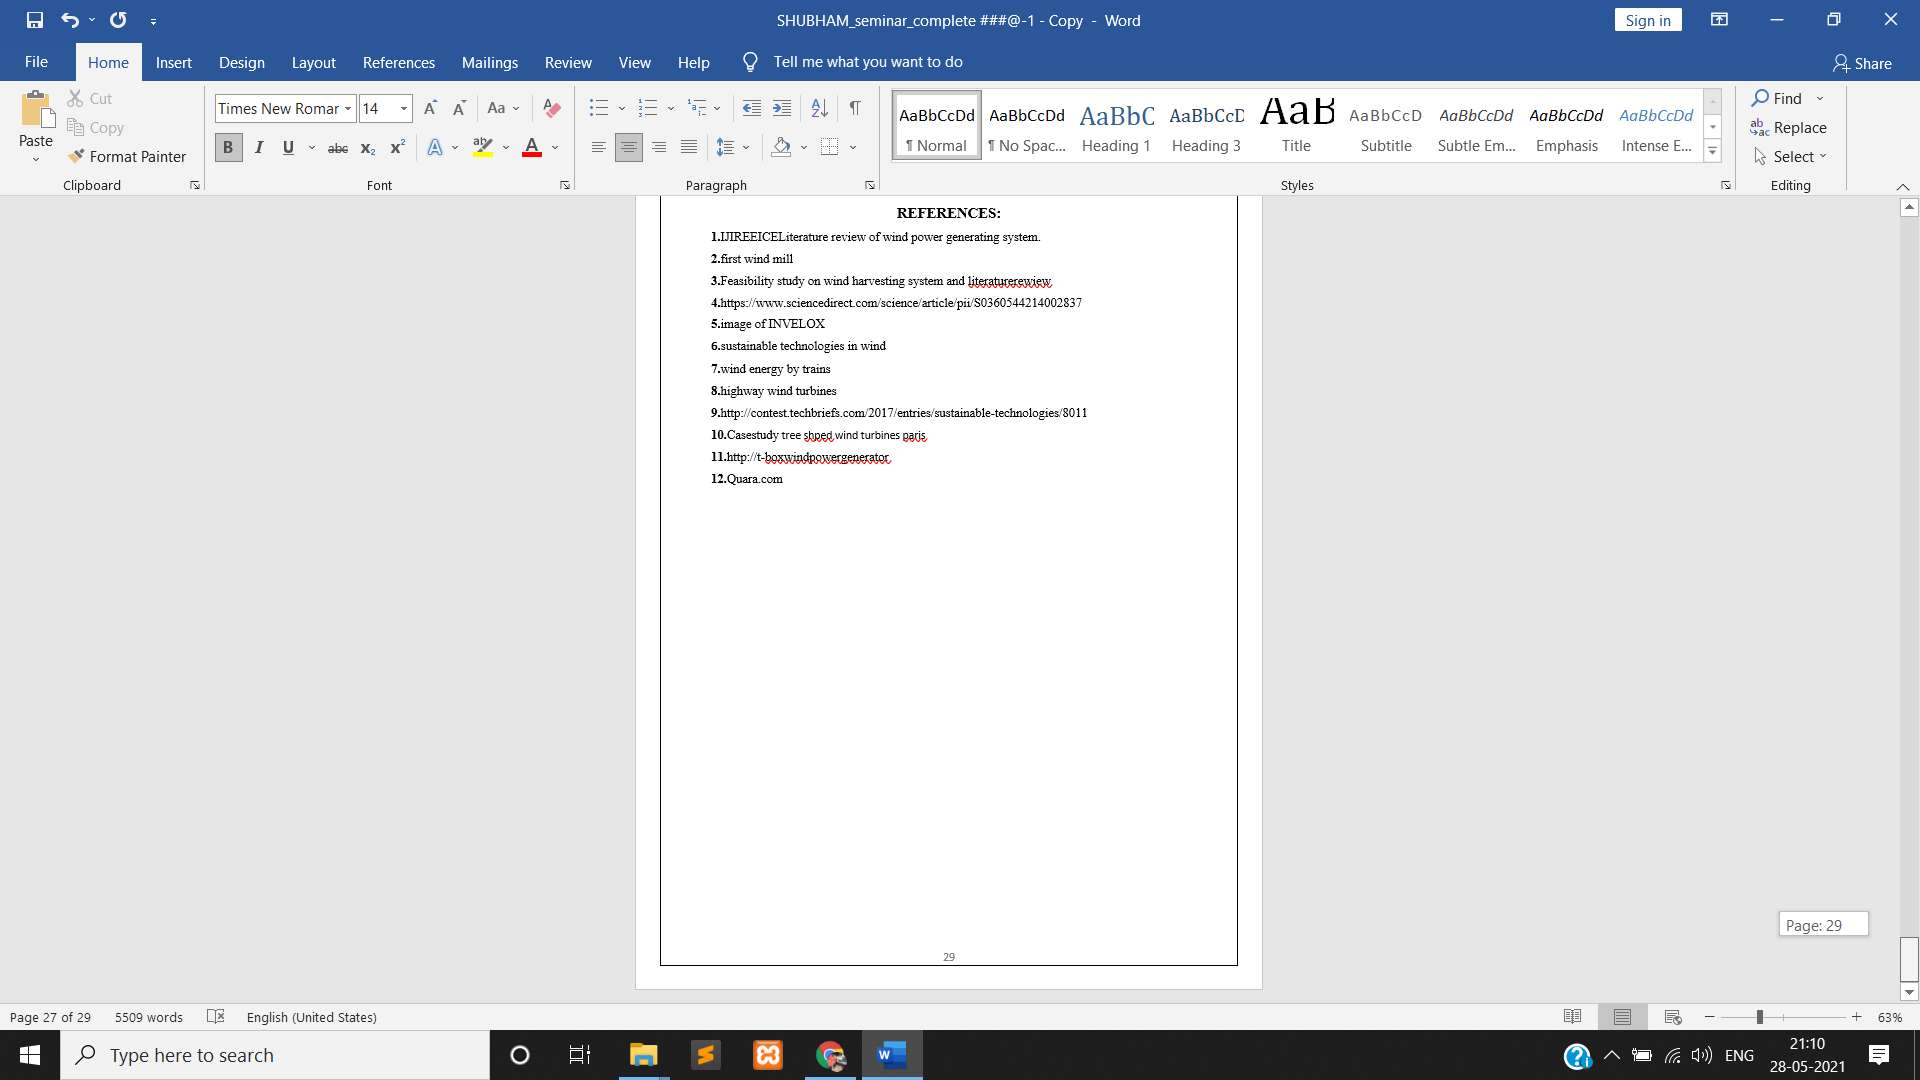 SHUBHAM_seminar_complete ###@-1 - Copy - Word
Sign in
File Home Insert Design Layout References Mailings Review View Help Tell me what you want to do
Share
Paste
Cut
Copy
Format Painter
Clipboard
Times New Romar 14
Font
Paragraph
AaBbCcDd AaBbCcDd AaBbC AaBbCcD AaB AaBbCcD AaBbCcDd AaBbCcDd AaBbCcDd
¶ Normal ¶ No Spac... Heading 1 Heading 3 Title Subtitle Subtle Em... Emphasis Intense E...
Styles
Find
Replace
Select
Editing
REFERENCES:
1.IJIREEICELiterature review of wind power generating system.
2.first wind mill
3.Feasibility study on wind harvesting system and literaturerewiew
4.https://www.sciencedirect.com/science/article/pii/S0360544214002837
5.image of INVELOX
6.sustainable technologies in wind
7.wind energy by trains
8.highway wind turbines
9.http://contest.techbriefs.com/2017/entries/sustainable-technologies/8011
10.Casestudy tree shped,wind turbines paris
11.http://t-boxwindpowergenerator.
12.Quara.com
29
Page: 29
Page 27 of 29 5509 words English (United States)
63%
Type here to search
ENG
21:10
28-05-2021